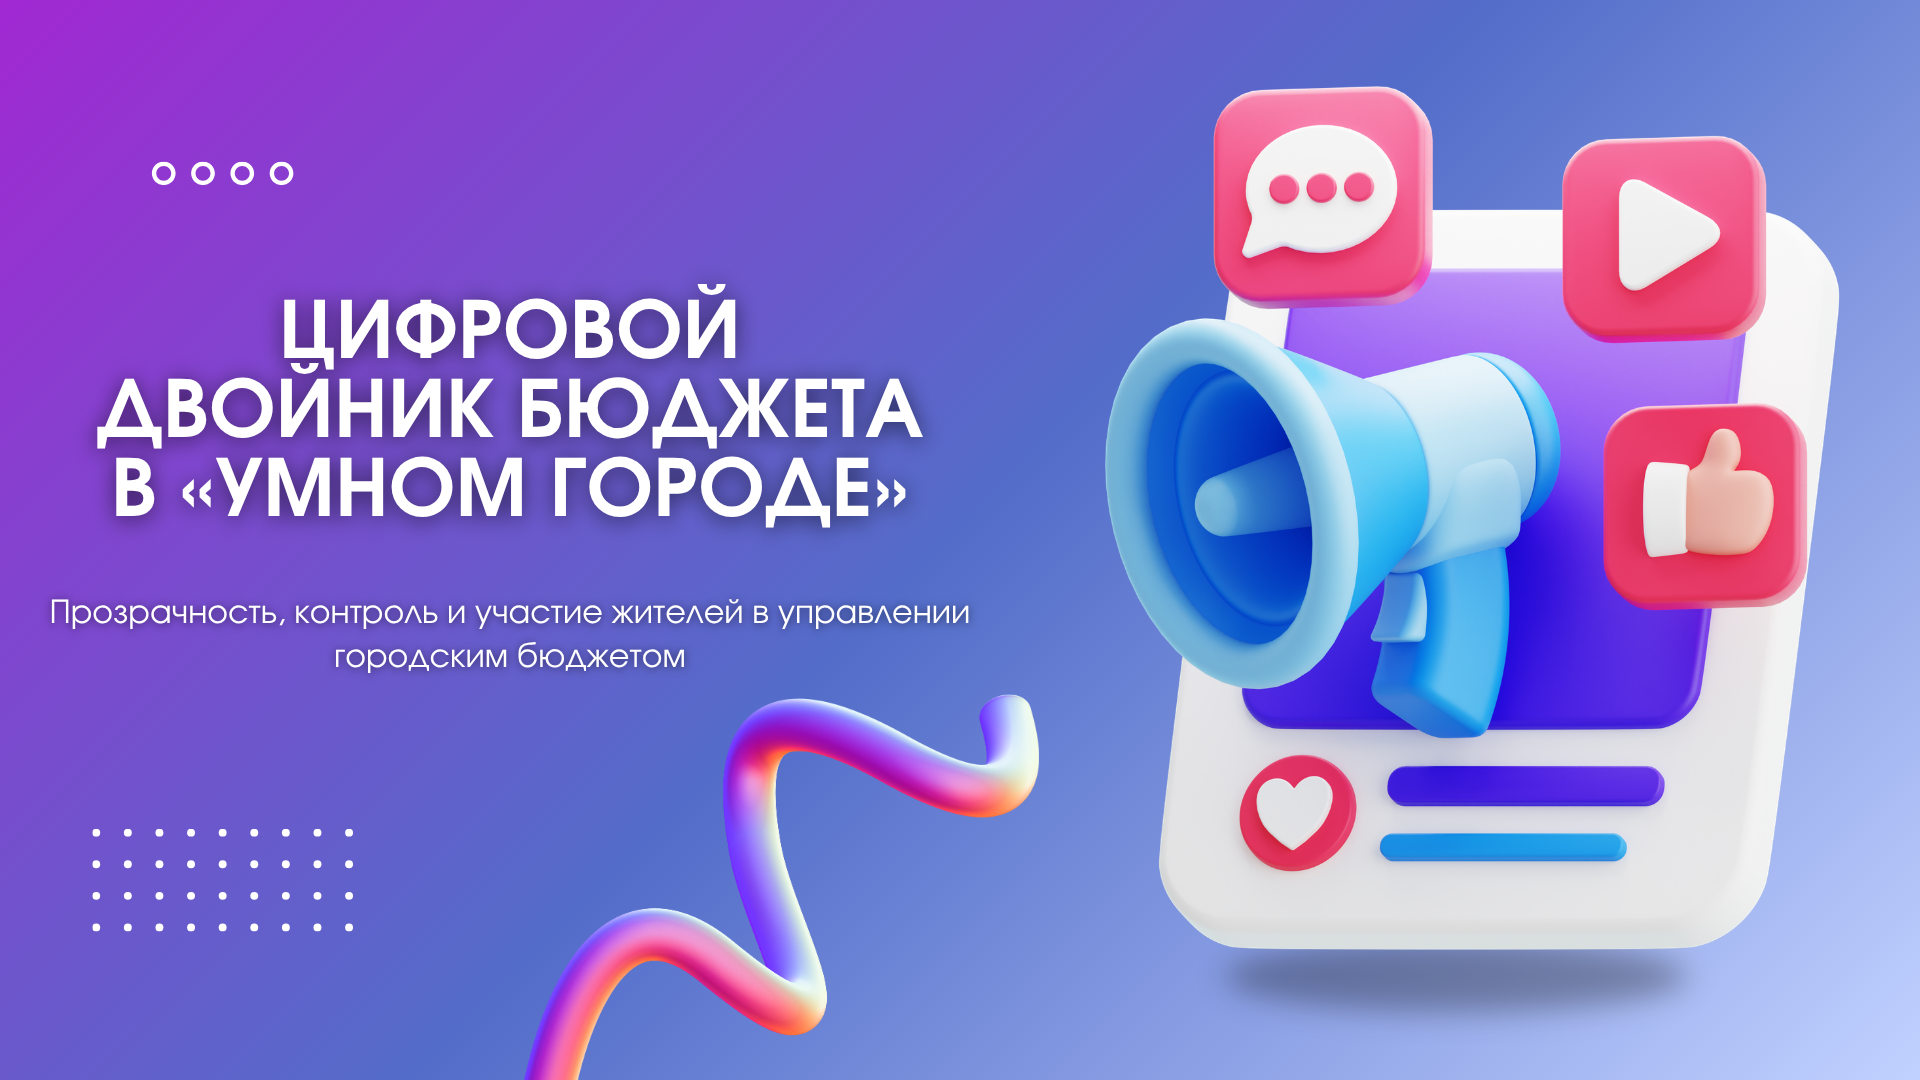 ЦИФРОВОЙ
ДВОЙНИК БЮДЖЕТА
В «УМНОМ ГОРОДЕ»
Прозрачность, контроль и участие жителей в управлении
городским бюджетом